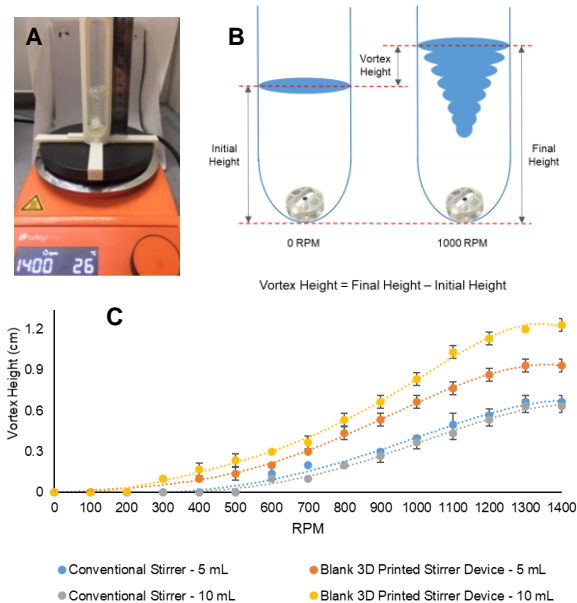 A
1400
26
B
Vortex
Height
Initial
Height
Final
Height
0 RPM
1000 RPM
Vortex Height = Final Height – Initial Height
C
Vortex Height (cm)
1.2
0.9
0.6
0.3
0
0 100 200 300 400 500 600 700 800 900 1000 1100 1200 1300 1400
RPM
Conventional Stirrer - 5 mL
Blank 3D Printed Stirrer Device - 5 mL
Conventional Stirrer - 10 mL
Blank 3D Printed Stirrer Device - 10 mL